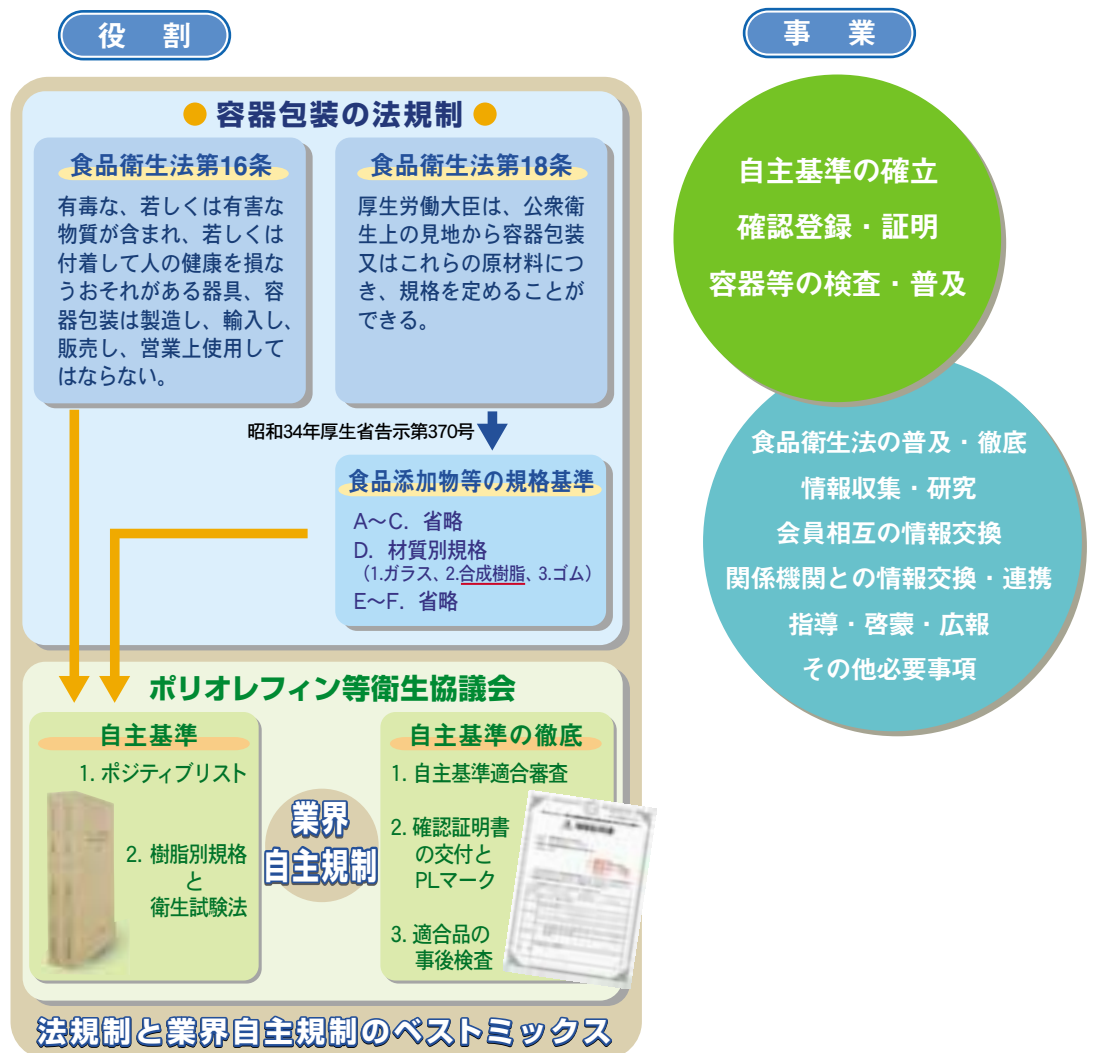 役 割
● 容器包装の法規制 ●
食品衛生法第16条
有毒な、若しくは有害な
物質が含まれ、若しくは
付着して人の健康を損な
うおそれがある器具、容
器包装は製造し、輸入し、
販売し、営業上使用して
はならない。
食品衛生法第18条
厚生労働大臣は、公衆衛
生上の見地から容器包装
又はこれらの原材料につ
き、規格を定めることが
できる。
昭和34年厚生省告示第370号
食品添加物等の規格基準
A〜C. 省略
D. 材質別規格
（1.ガラス、2.合成樹脂、3.ゴム）
E〜F. 省略
ポリオレフィン等衛生協議会
自主基準
1. ポジティブリスト
2. 樹脂別規格
と
衛生試験法
業界
自主規制
自主基準の徹底
1. 自主基準適合審査
2. 確認証明書
の交付と
PLマーク
3. 適合品の
事後検査
法規制と業界自主規制のベストミックス
事 業
自主基準の確立
確認登録・証明
容器等の検査・普及
食品衛生法の普及・徹底
情報収集・研究
会員相互の情報交換
関係機関との情報交換・連携
指導・啓蒙・広報
その他必要事項